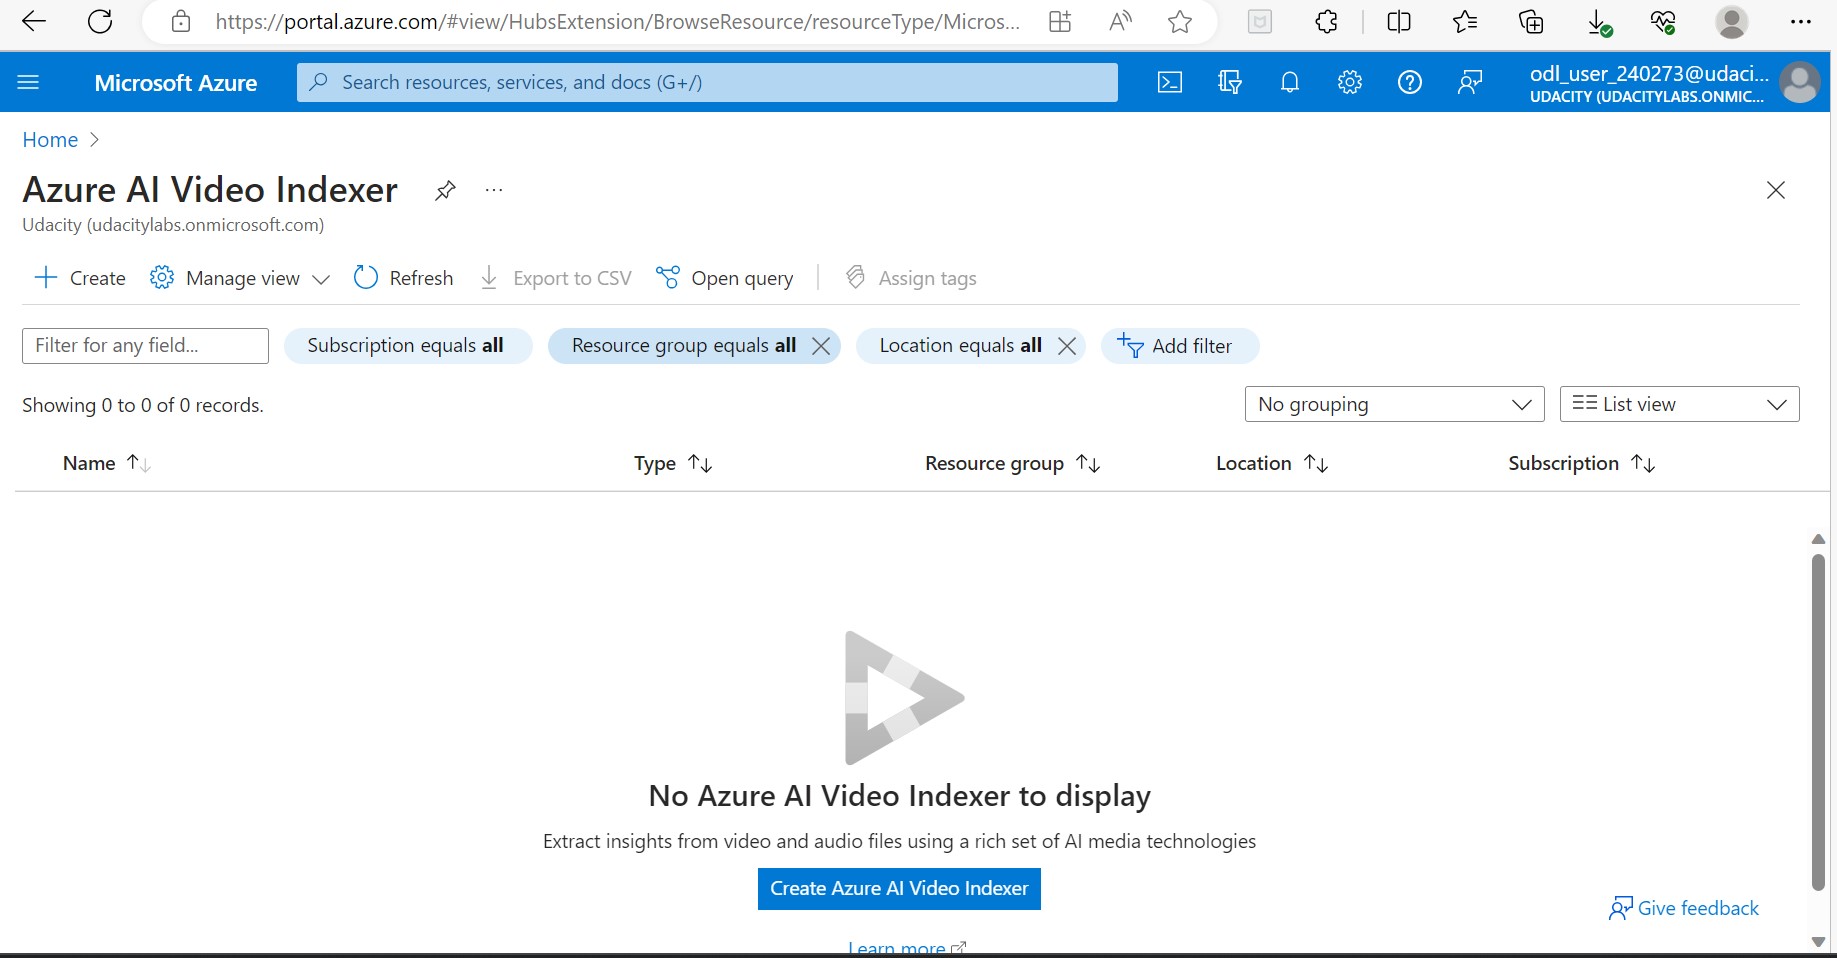 https://portal.azure.com/#view/HubsExtension/BrowseResource/resourceType/Micros...
Microsoft Azure
Search resources, services, and docs (G+/)
odl_user_240273@udaci...
UDACITY (UDACITYLABS.ONMIC...
Home
Azure AI Video Indexer
Udacity (udacitylabs.onmicrosoft.com)
Create Manage view Refresh Export to CSV Open query Assign tags
Filter for any field... Subscription equals all Resource group equals all Location equals all Add filter
Showing 0 to 0 of 0 records. No grouping List view
Name Type Resource group Location Subscription
No Azure AI Video Indexer to display
Extract insights from video and audio files using a rich set of AI media technologies
Create Azure AI Video Indexer
Give feedback
Learn more